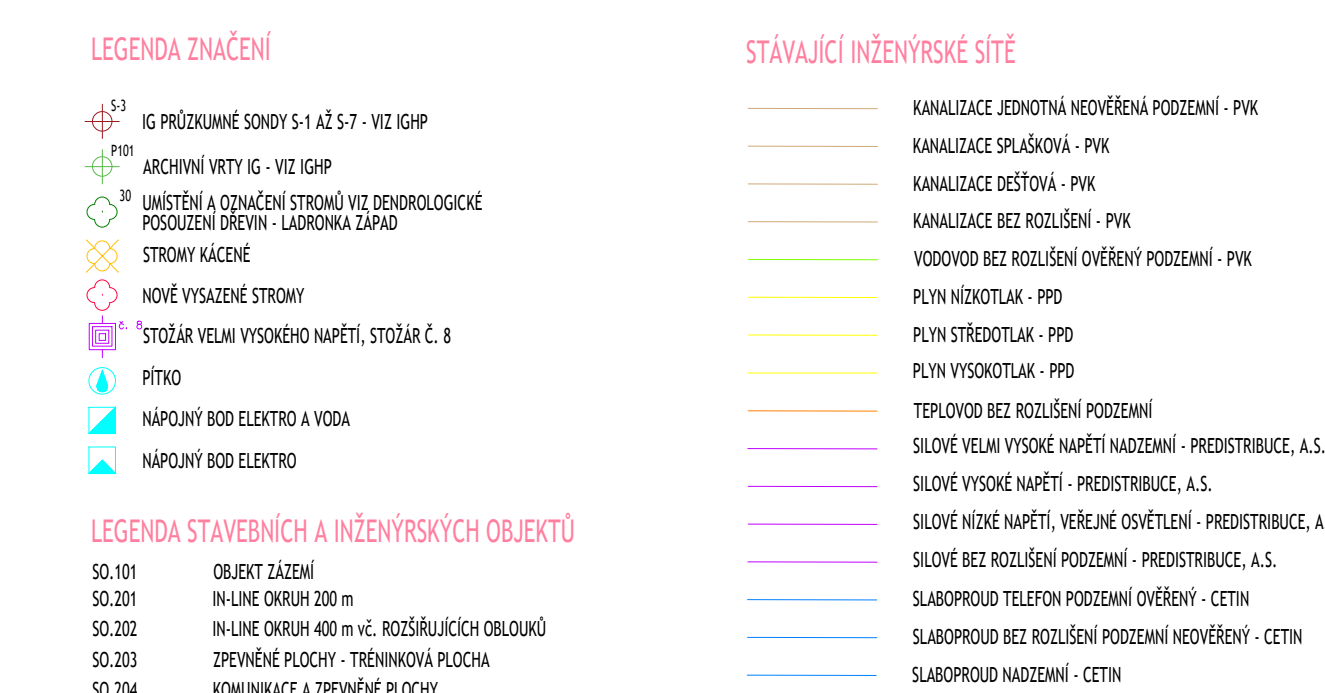 LEGENDA ZNAČENÍ
S-3
IG PRŮZKUMNÉ SONDY S-1 AŽ S-7 - VIZ IGHP
P101
ARCHIVNÍ VRTY IG - VIZ IGHP
30
UMÍSTĚNÍ A OZNAČENÍ STROMŮ VIZ DENDROLOGICKÉ
POSOUZENÍ DŘEVIN - LADRONKA ZÁPAD
STROMY KÁCENÉ
NOVĚ VYSAZENÉ STROMY
č. 8
STOŽÁR VELMI VYSOKÉHO NAPĚTÍ, STOŽÁR Č. 8
PÍTKO
NÁPOJNÝ BOD ELEKTRO A VODA
NÁPOJNÝ BOD ELEKTRO
LEGENDA STAVEBNÍCH A INŽENÝRSKÝCH OBJEKTŮ
SO.101 OBJEKT ZÁZEMÍ
SO.201 IN-LINE OKRUH 200 m
SO.202 IN-LINE OKRUH 400 m vč. ROZŠIŘUJÍCÍCH OBLOUKŮ
SO.203 ZPEVNĚNÉ PLOCHY - TRÉNINKOVÁ PLOCHA
SO.204 KOMUNIKACE A ZPEVNĚNÉ PLOCHY
STÁVAJÍCÍ INŽENÝRSKÉ SÍTĚ
KANALIZACE JEDNOTNÁ NEOVĚŘENÁ PODZEMNÍ - PVK
KANALIZACE SPLAŠKOVÁ - PVK
KANALIZACE DEŠŤOVÁ - PVK
KANALIZACE BEZ ROZLIŠENÍ - PVK
VODOVOD BEZ ROZLIŠENÍ OVĚŘENÝ PODZEMNÍ - PVK
PLYN NÍZKOTLAK - PPD
PLYN STŘEDOTLAK - PPD
PLYN VYSOKOTLAK - PPD
TEPLOVOD BEZ ROZLIŠENÍ PODZEMNÍ
SILOVÉ VELMI VYSOKÉ NAPĚTÍ NADZEMNÍ - PREDISTRIBUCE, A.S.
SILOVÉ VYSOKÉ NAPĚTÍ - PREDISTRIBUCE, A.S.
SILOVÉ NÍZKÉ NAPĚTÍ, VEŘEJNÉ OSVĚTLENÍ - PREDISTRIBUCE, A
SILOVÉ BEZ ROZLIŠENÍ PODZEMNÍ - PREDISTRIBUCE, A.S.
SLABOPROUD TELEFON PODZEMNÍ OVĚŘENÝ - CETIN
SLABOPROUD BEZ ROZLIŠENÍ PODZEMNÍ NEOVĚŘENÝ - CETIN
SLABOPROUD NADZEMNÍ - CETIN